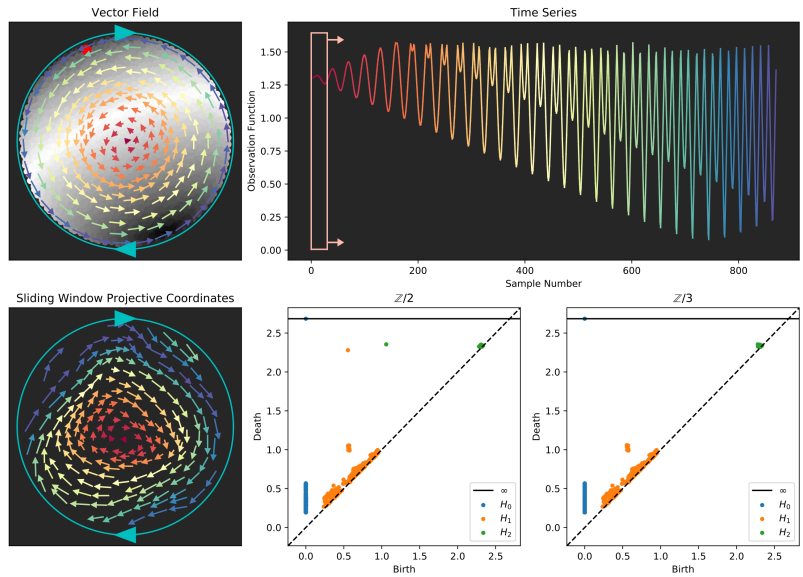 Vector Field
Time Series
Observation Function
1.50
1.25
1.00
0.75
0.50
0.25
0.00
0
200
400
600
800
Sample Number
Sliding Window Projective Coordinates
ℤ/2
ℤ/3
Death
2.5
2.0
1.5
1.0
0.5
0.0
0.0
0.5
1.0
1.5
2.0
2.5
Birth
∞
H₀
H₁
H₂
Death
2.5
2.0
1.5
1.0
0.5
0.0
0.0
0.5
1.0
1.5
2.0
2.5
Birth
∞
H₀
H₁
H₂